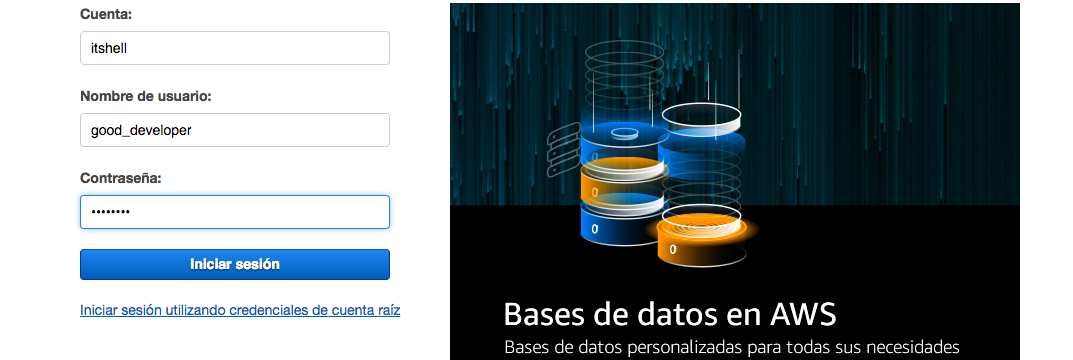 Cuenta:
itshell
Nombre de usuario:
good_developer
Contraseña:
••••••••
Iniciar sesión
Iniciar sesión utilizando credenciales de cuenta raíz
Bases de datos en AWS
Bases de datos personalizadas para todas sus necesidades